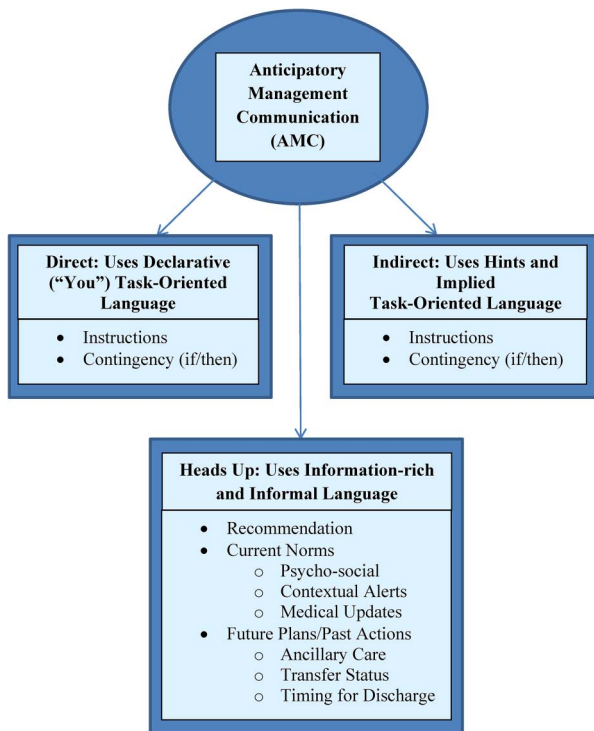 Anticipatory
Management
Communication
(AMC)
Direct: Uses Declarative
(“You”) Task-Oriented
Language
• Instructions
• Contingency (if/then)
Indirect: Uses Hints and
Implied
Task-Oriented Language
• Instructions
• Contingency (if/then)
Heads Up: Uses Information-rich
and Informal Language
• Recommendation
• Current Norms
o Psycho-social
o Contextual Alerts
o Medical Updates
• Future Plans/Past Actions
o Ancillary Care
o Transfer Status
o Timing for Discharge